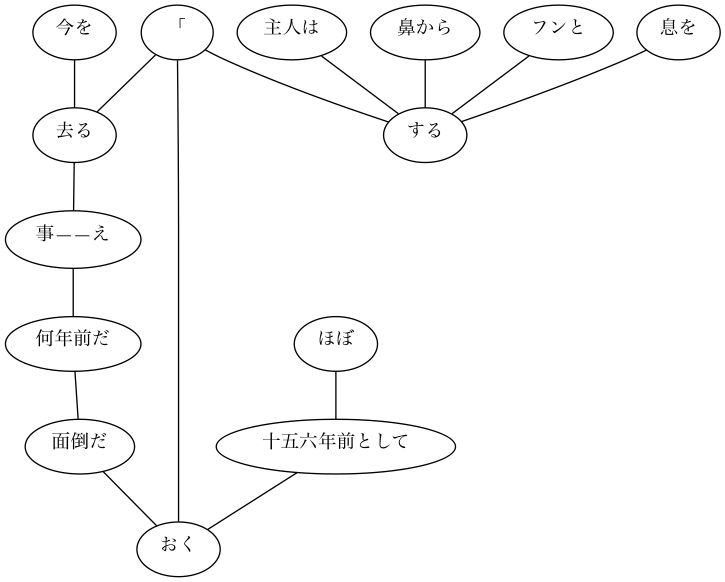 今を
「
主人は
鼻から
フンと
息を
去る
する
事――え
何年前だ
ほぼ
面倒だ
十五六年前として
おく